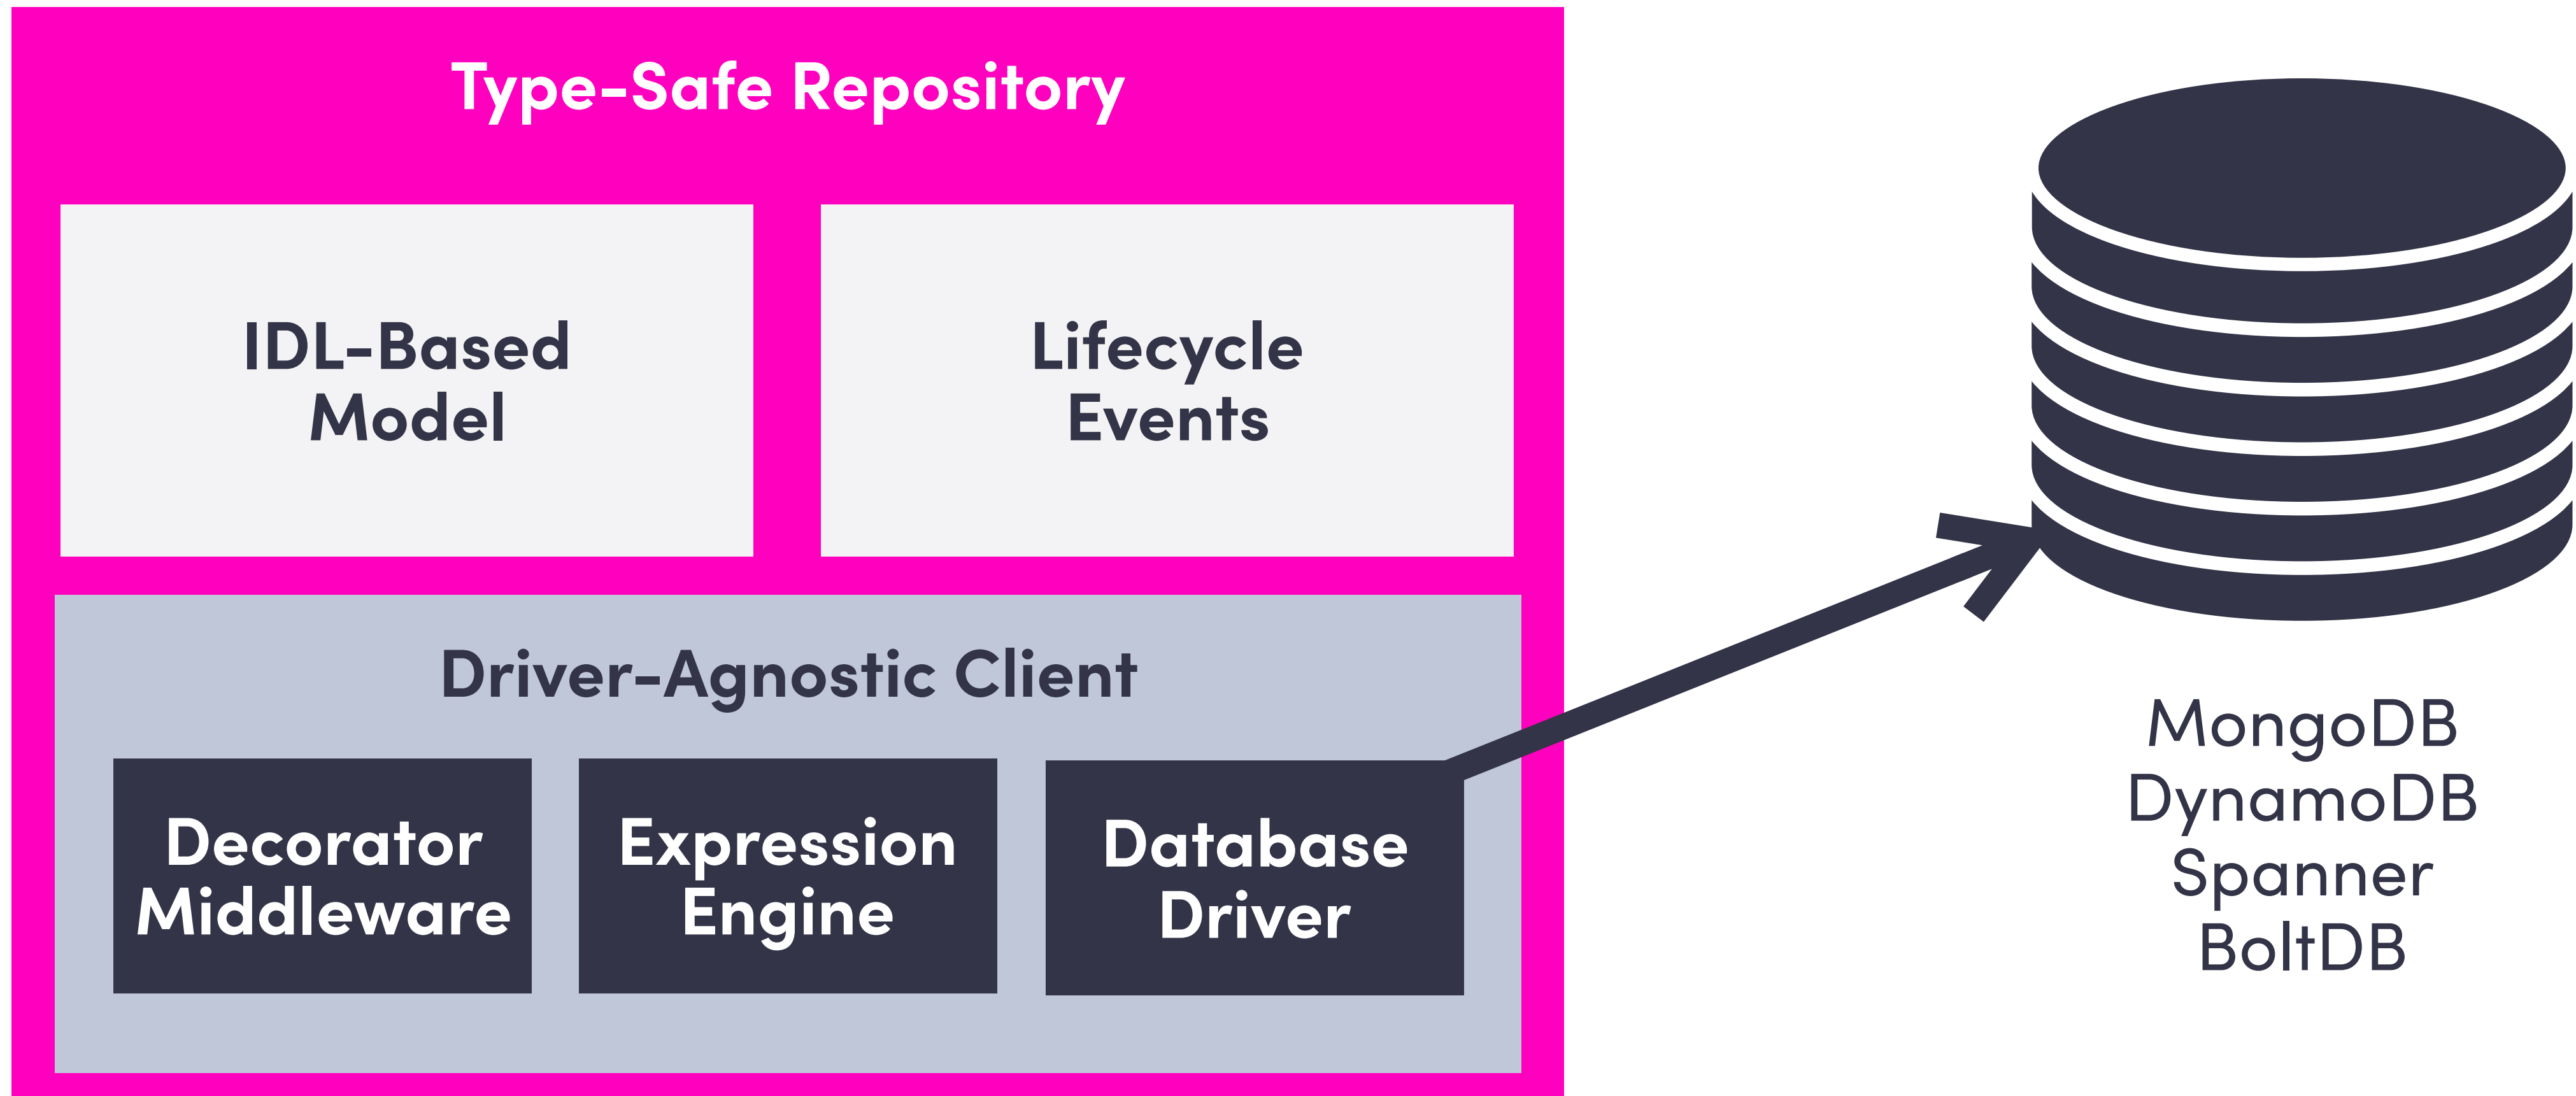 Type-Safe Repository
IDL-Based
Model
Lifecycle
Events
Driver-Agnostic Client
Decorator
Middleware
Expression
Engine
Database
Driver
MongoDB
DynamoDB
Spanner
BoltDB